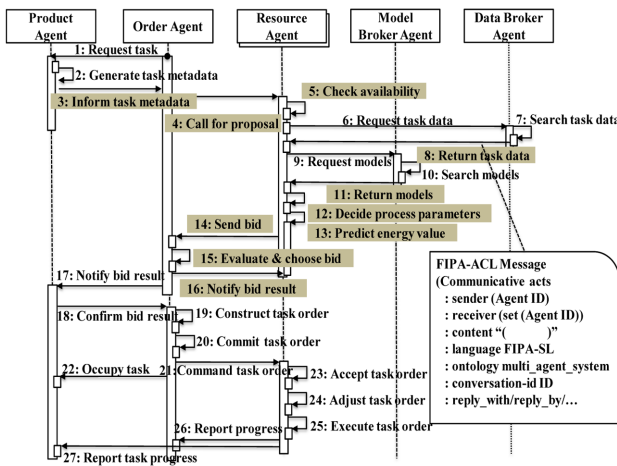 Product
Agent
Order Agent
Resource
Agent
Model
Broker Agent
Data Broker
Agent
1: Request task
2: Generate task metadata
3: Inform task metadata
4: Call for proposal
5: Check availability
6: Request task data
7: Search task data
8: Return task data
9: Request models
10: Search models
11: Return models
12: Decide process parameters
13: Predict energy value
14: Send bid
15: Evaluate & choose bid
16: Notify bid result
17: Notify bid result
18: Confirm bid result
19: Construct task order
20: Commit task order
21: Command task order
22: Occupy task
23: Accept task order
24: Adjust task order
25: Execute task order
26: Report progress
27: Report task progress
FIPA-ACL Message
(Communicative acts
: sender (Agent ID)
: receiver (set (Agent ID))
: content “( )”
: language FIPA-SL
: ontology multi_agent_system
: conversation-id ID
: reply_with/reply_by/…